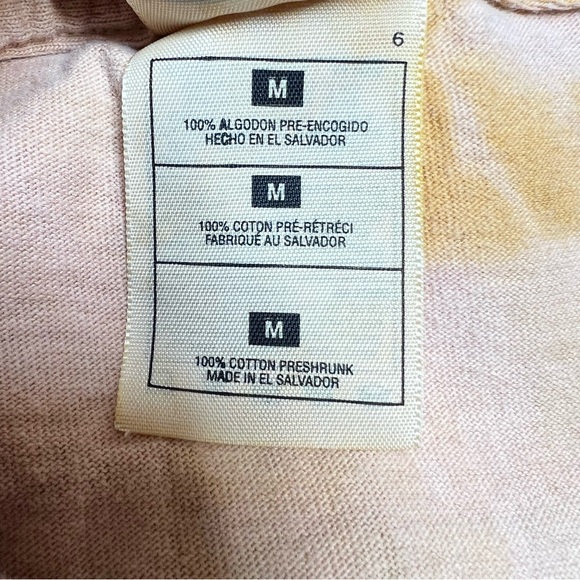 6
M
100% ALGODON PRE-ENCOGIDO
HECHO EN EL SALVADOR
M
100% COTON PRÉ-RÉTRÉCI
FABRIQUÉ AU SALVADOR
M
100% COTTON PRESHRUNK
MADE IN EL SALVADOR